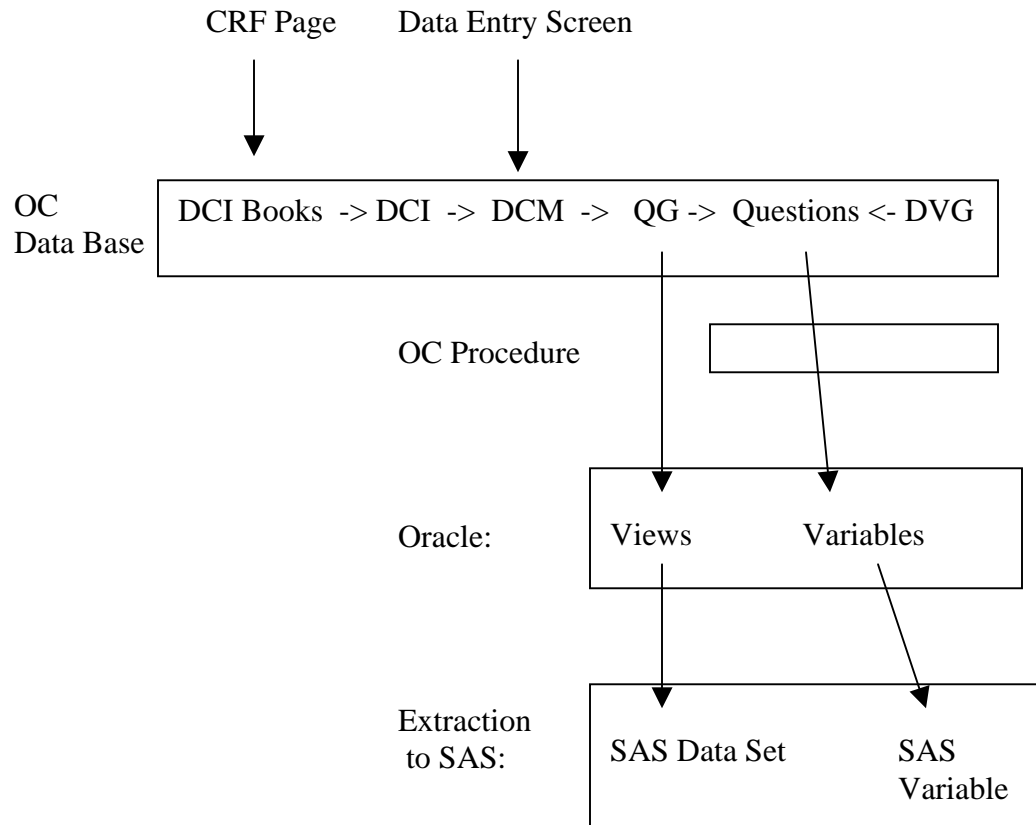 CRF Page Data Entry Screen
OC
Data Base
DCI Books -> DCI -> DCM -> QG -> Questions <- DVG
OC Procedure
Oracle:
Views Variables
Extraction
to SAS:
SAS Data Set SAS
Variable